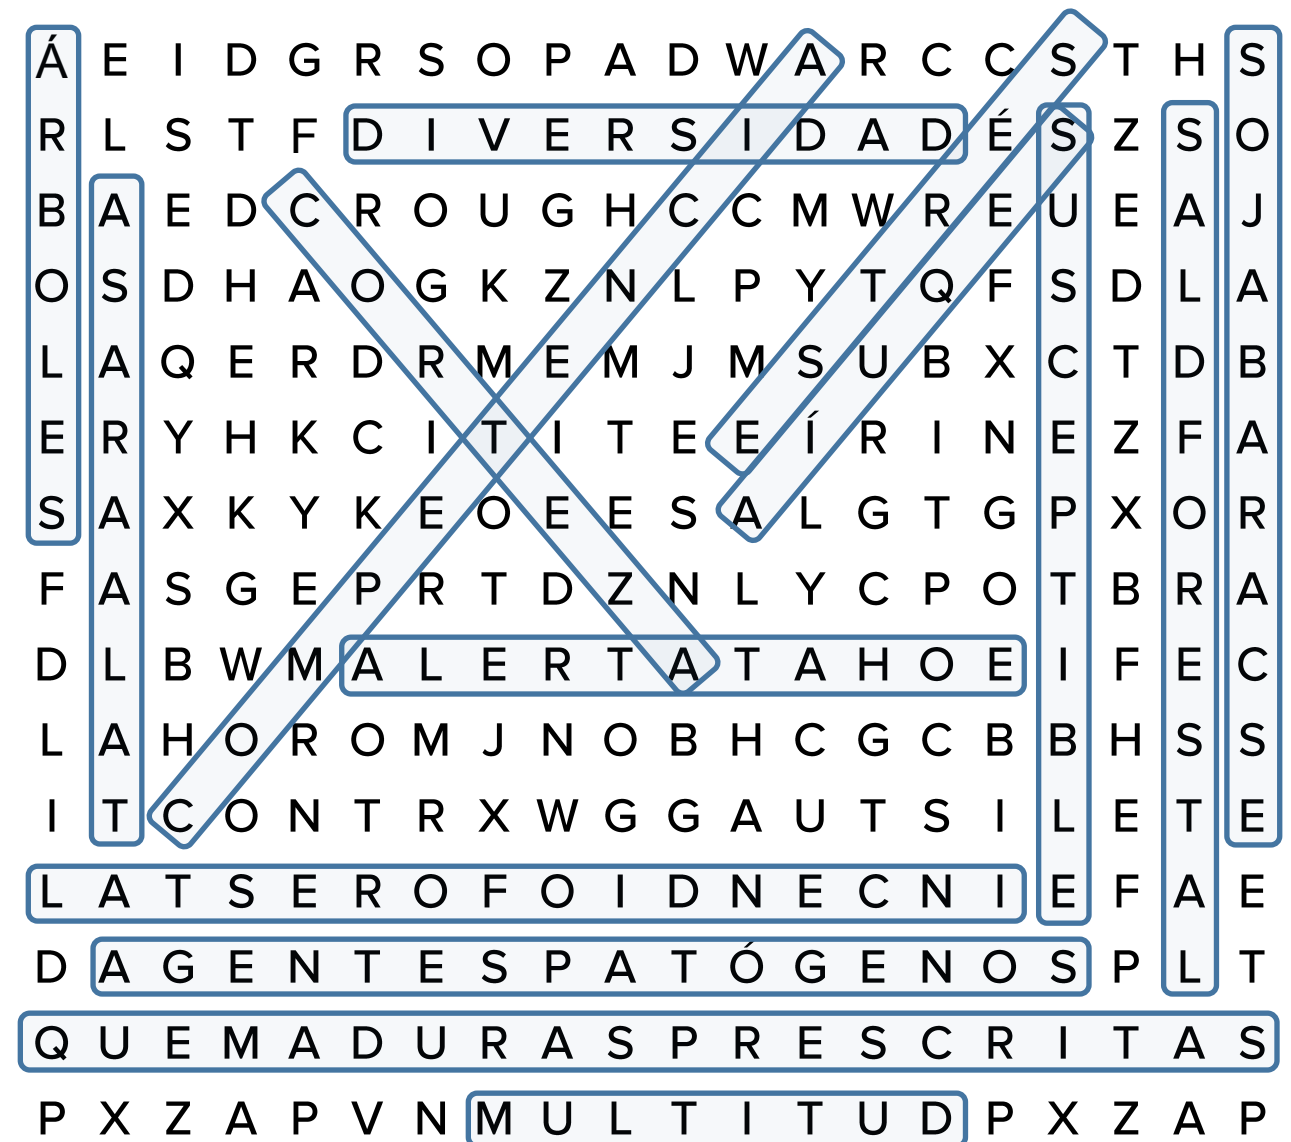 Á E I D G R S O P A D W A R C C S T H S
R L S T F D I V E R S I D A D É S Z S O
B A E D C R O U G H C C M W R E U E A J
O S D H A O G K Z N L P Y T Q F S D L A
L A Q E R D R M E M J M S U B X C T D B
E R Y H K C I T I T E E Í R I N E Z F A
S A X K Y K E O E E S A L G T G P X O R
F A S G E P R T D Z N L Y C P O T B R A
D L B W M A L E R T A T A H O E I F E C
L A H O R O M J N O B H C G C B B H S S
I T C O N T R X W G G A U T S I L E T E
L A T S E R O F O I D N E C N I E F A E
D A G E N T E S P A T Ó G E N O S P L T
Q U E M A D U R A S P R E S C R I T A S
P X Z A P V N M U L T I T U D P X Z A P